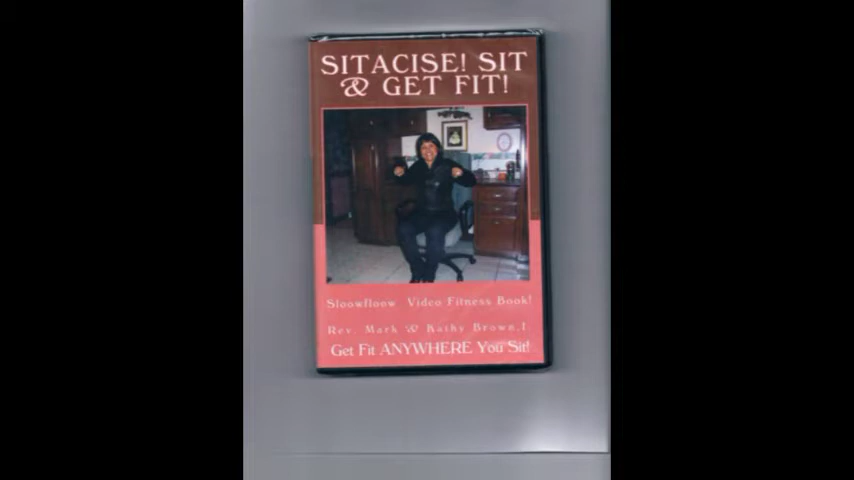 SITACISE! SIT
& GET FIT!
Sloowfloow Video Fitness Book!
Rev. Mark & Kathy Brown,I.
Get Fit ANYWHERE You Sit!